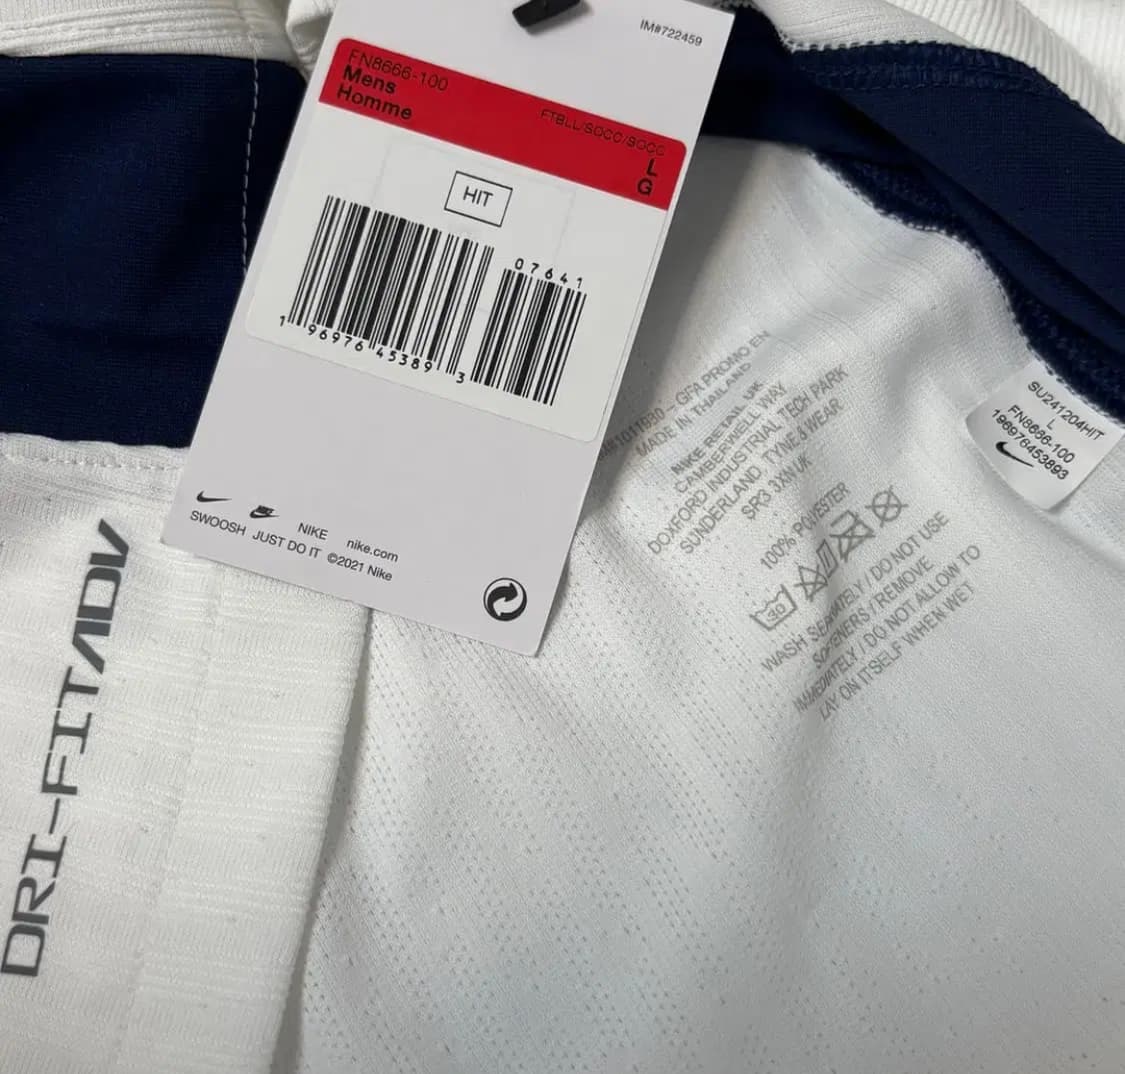 IM#722459
FN8666-100
Mens
Homme
FTBLL/SOCC/SOCC
L
G
HIT
07641
1 96976 45389 3
SWOOSH JUST DO IT
NIKE
nike.com
©2021 Nike
DRI-FITADV
GFA PROMO EN
MADE IN THAILAND
NIKE RETAIL UK
CAMBERWELL WAY
DOXFORD INDUSTRIAL TECH PARK
SUNDERLAND, TYNE & WEAR
SR3 3XN UK
100% POLYESTER
30
WASH SEPARATELY / DO NOT USE
SOFTENERS / REMOVE
IMMEDIATELY / DO NOT ALLOW TO
LAY ON ITSELF WHEN WET
SU241204HIT
L
FN8666-100
196976453893